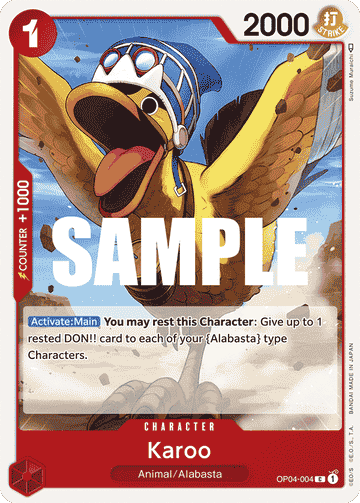 1
2000
打
STRIKE
Suzume Muraichi
COUNTER +1000
SAMPLE
Activate:Main You may rest this Character: Give up to 1
rested DON!! card to each of your {Alabasta} type
Characters.
BANDAI MADE IN JAPAN
CHARACTER
Karoo
Animal/Alabasta
OP04-004 C 1